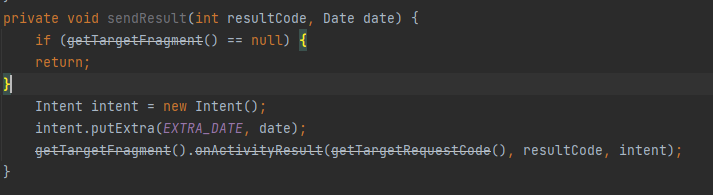 private void sendResult(int resultCode, Date date) {
if (getTargetFragment() == null) {
return;
}
Intent intent = new Intent();
intent.putExtra(EXTRA_DATE, date);
getTargetFragment().onActivityResult(getTargetRequestCode(), resultCode, intent);
}